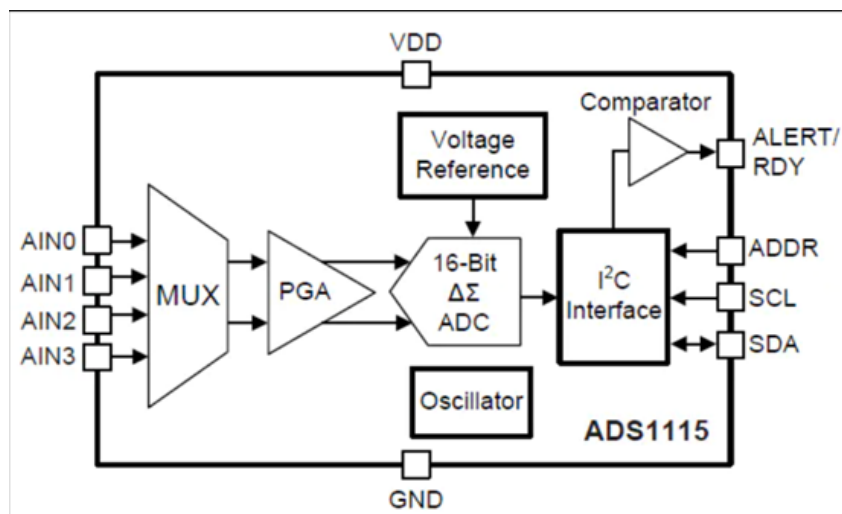 VDD
Comparator
Voltage
Reference
ALERT/
RDY
AIN0
AIN1
AIN2
AIN3
MUX
PGA
16-Bit
ΔΣ
ADC
I²C
Interface
ADDR
SCL
SDA
Oscillator
ADS1115
GND